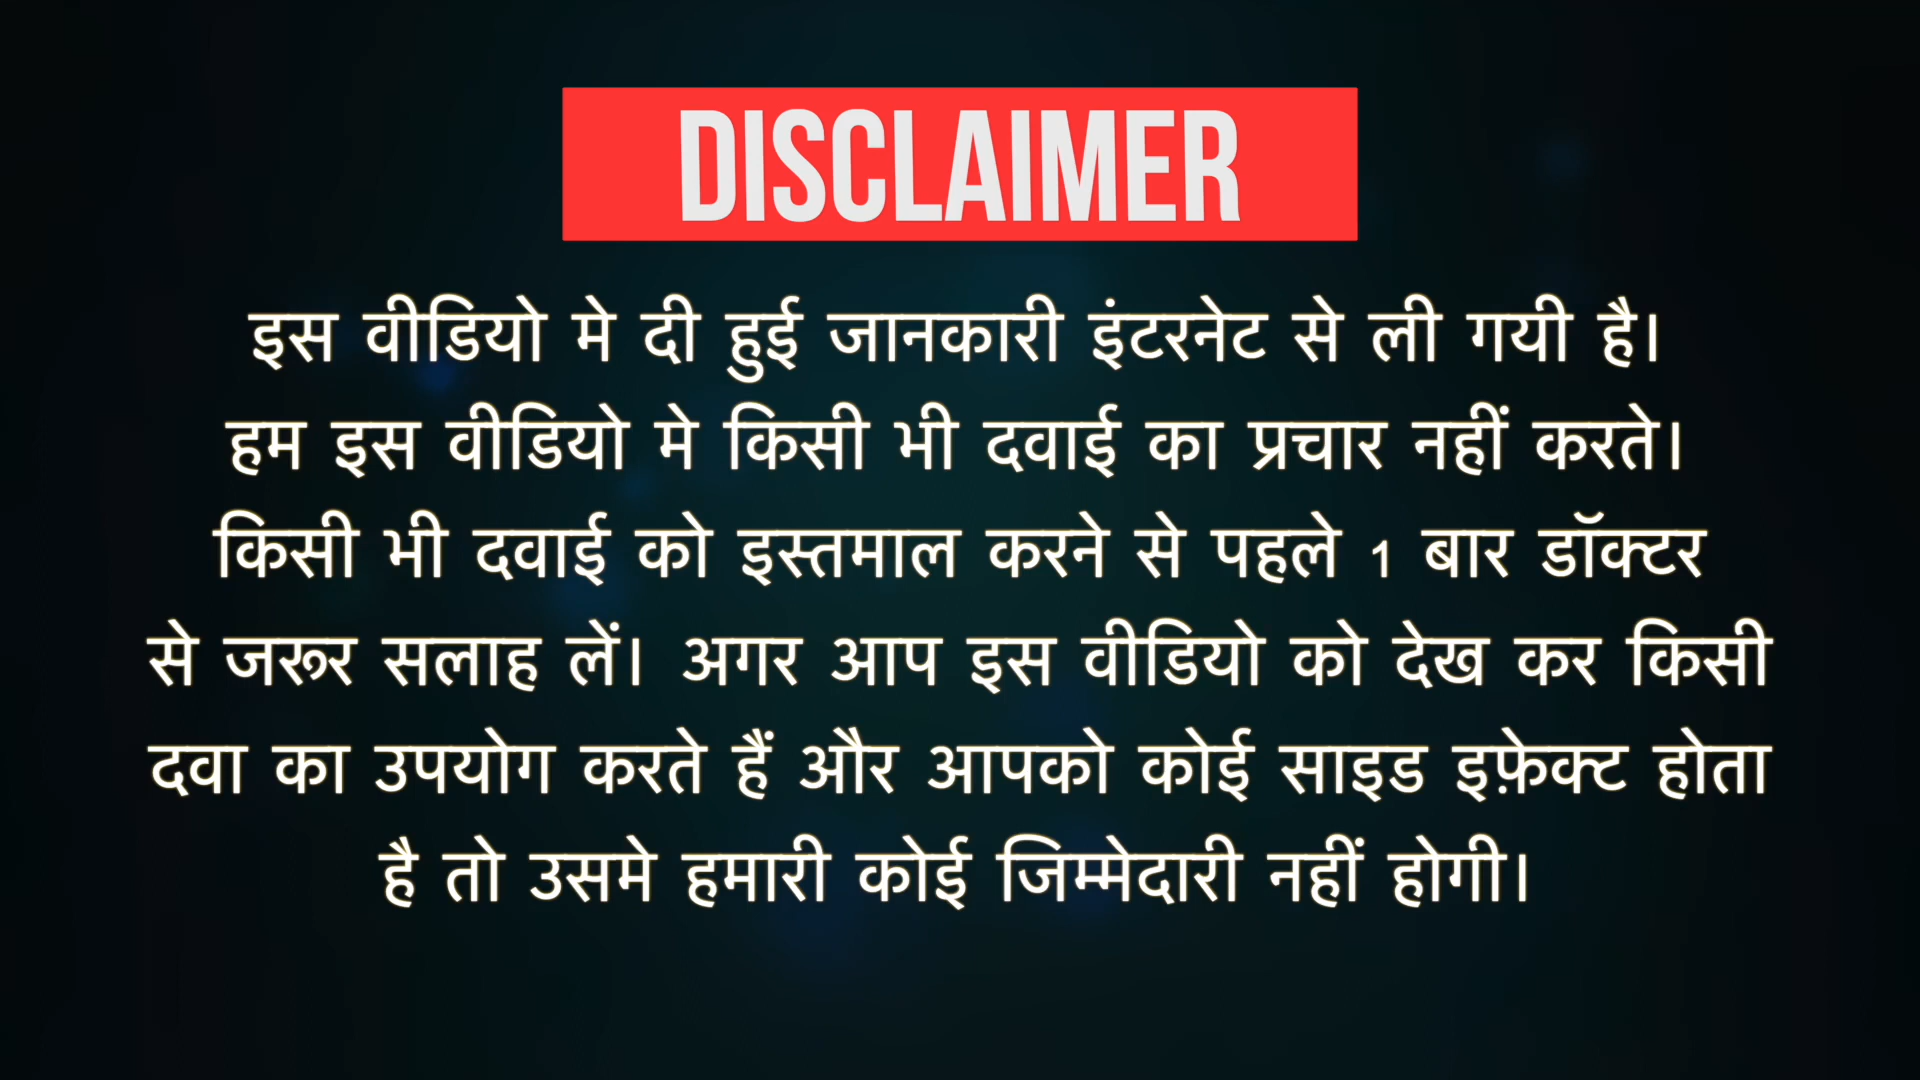 DISCLAIMER
इस वीडियो मे दी हुई जानकारी इंटरनेट से ली गयी है।
हम इस वीडियो मे किसी भी दवाई का प्रचार नहीं करते।
किसी भी दवाई को इस्तमाल करने से पहले 1 बार डॉक्टर
से जरूर सलाह लें। अगर आप इस वीडियो को देख कर किसी
दवा का उपयोग करते हैं और आपको कोई साइड इफ़ेक्ट होता
है तो उसमे हमारी कोई जिम्मेदारी नहीं होगी।